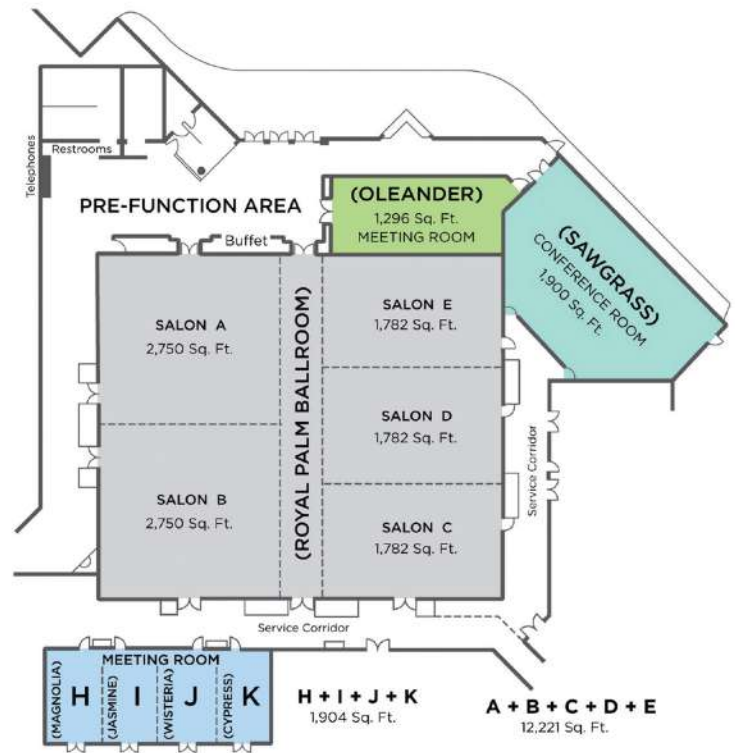 Restrooms
Telephones
PRE-FUNCTION AREA
Buffet
(OLEANDER)
1,296 Sq. Ft.
MEETING ROOM
(SAWGRASS)
CONFERENCE ROOM
1,900 Sq. Ft.
SALON A
2,750 Sq. Ft.
(ROYAL PALM BALLROOM)
SALON E
1,782 Sq. Ft.
SALON D
1,782 Sq. Ft.
SALON B
2,750 Sq. Ft.
SALON C
1,782 Sq. Ft.
Service Corridor
Service Corridor
MEETING ROOM
(MAGNOLIA)
H
(JASMINE)
I
(WISTERIA)
J
(CYPRESS)
K
H + I + J + K
1,904 Sq. Ft.
A + B + C + D + E
12,221 Sq. Ft.